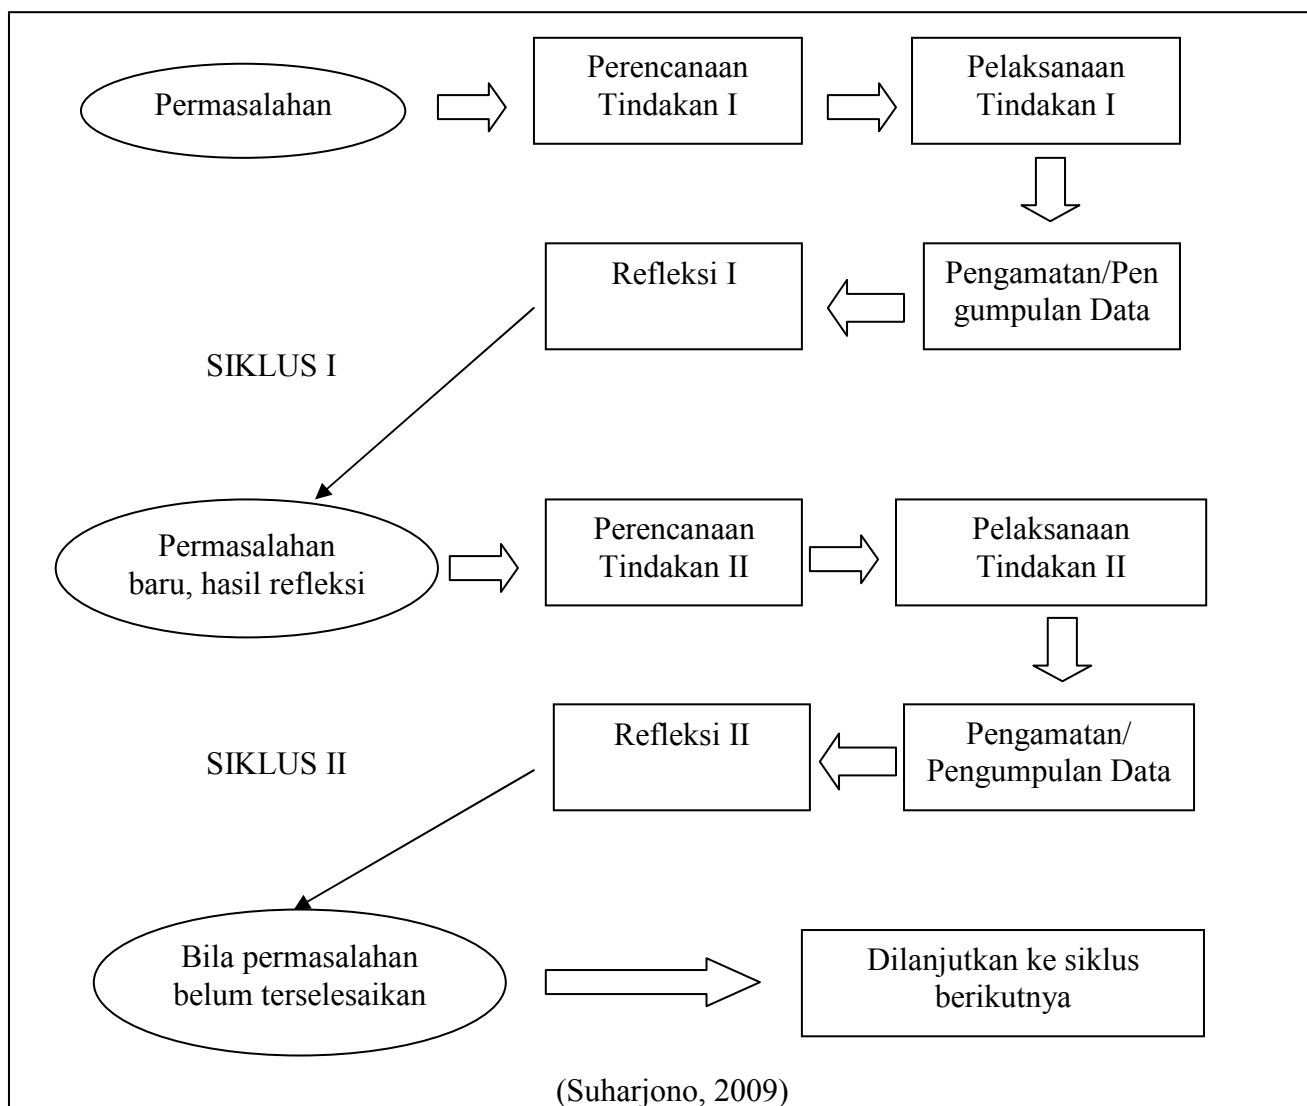 Permasalahan
Perencanaan
Tindakan I
Pelaksanaan
Tindakan I
Refleksi I
Pengamatan/Pen
gumpulan Data
SIKLUS I
Permasalahan
baru, hasil refleksi
Perencanaan
Tindakan II
Pelaksanaan
Tindakan II
Refleksi II
Pengamatan/
Pengumpulan Data
SIKLUS II
Bila permasalahan
belum terselesaikan
Dilanjutkan ke siklus
berikutnya
(Suharjono, 2009)